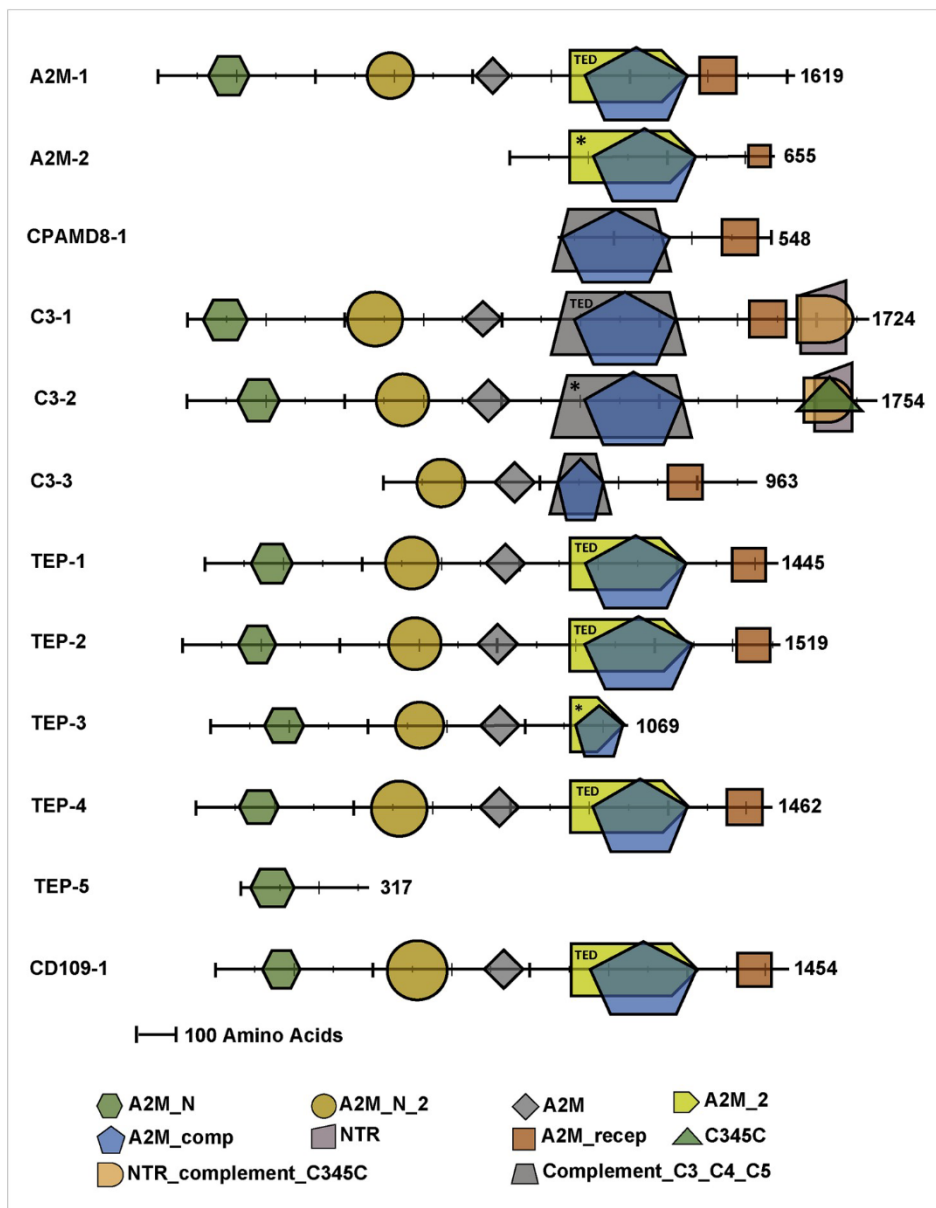 A2M-1 TED 1619
A2M-2 * 655
CPAMD8-1 548
C3-1 TED 1724
C3-2 * 1754
C3-3 963
TEP-1 TED 1445
TEP-2 TED 1519
TEP-3 * 1069
TEP-4 TED 1462
TEP-5 317
CD109-1 TED 1454
100 Amino Acids
A2M_N A2M_N_2 A2M A2M_2
A2M_comp NTR A2M_recep C345C
NTR_complement_C345C Complement_C3_C4_C5